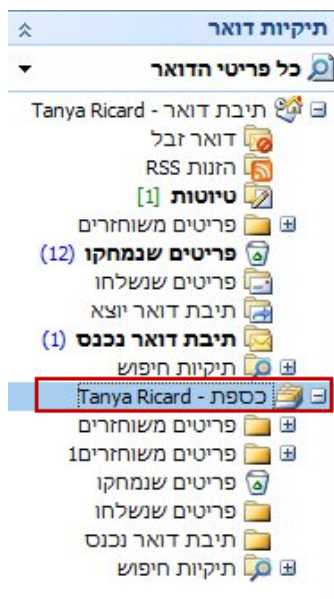 תיקיות דואר
כל פריטי הדואר
תיבת דואר - Tanya Ricard
דואר זבל
הזנות RSS
טיוטות [1]
פריטים משוחזרים
פריטים שנמחקו (12)
פריטים שנשלחו
תיבת דואר יוצא
תיבת דואר נכנס (1)
תיקיות חיפוש
כספת - Tanya Ricard
פריטים משוחזרים
פריטים משוחזרים1
פריטים שנמחקו
פריטים שנשלחו
תיבת דואר נכנס
תיקיות חיפוש